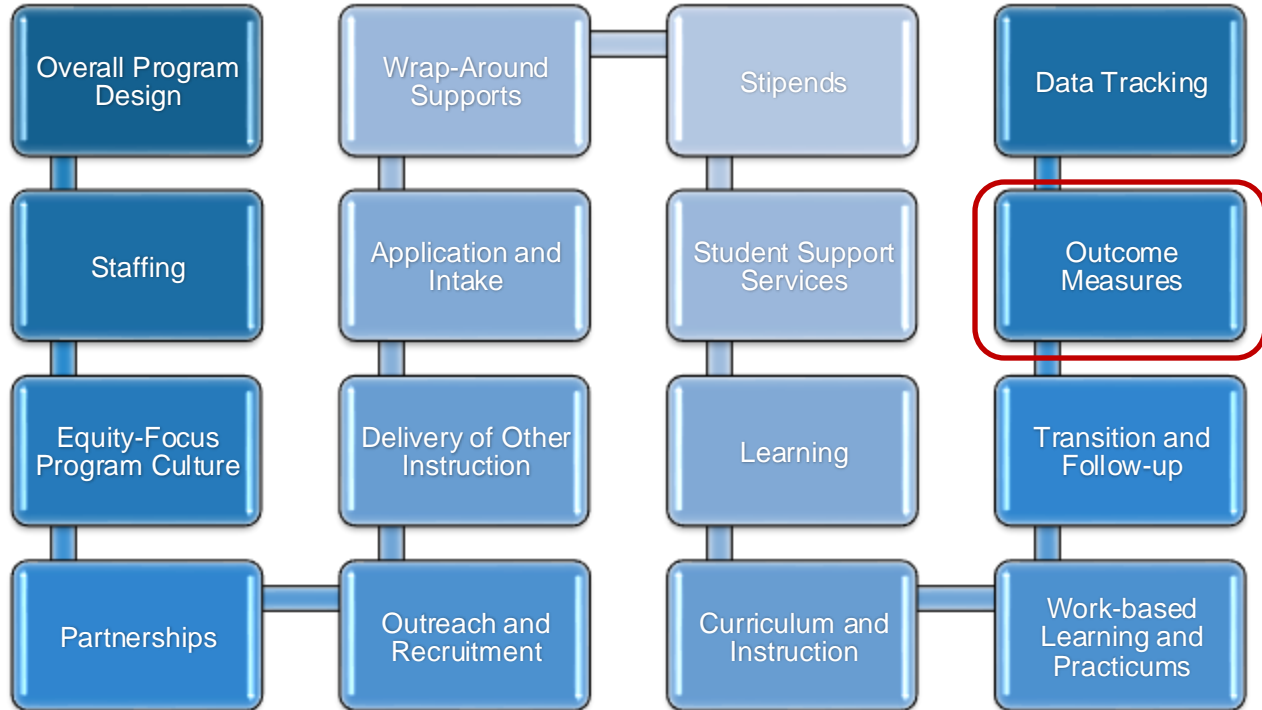 Overall Program
Design
Staffing
Equity-Focus
Program Culture
Partnerships
Outreach and
Recruitment
Delivery of Other
Instruction
Application and
Intake
Wrap-Around
Supports
Stipends
Student Support
Services
Learning
Curriculum and
Instruction
Work-based
Learning and
Practicums
Transition and
Follow-up
Outcome
Measures
Data Tracking